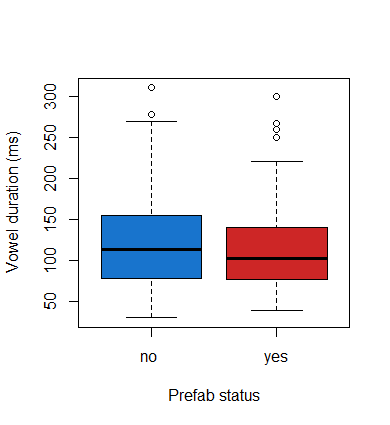 Vowel duration (ms)
300
250
200
150
100
50
no yes
Prefab status